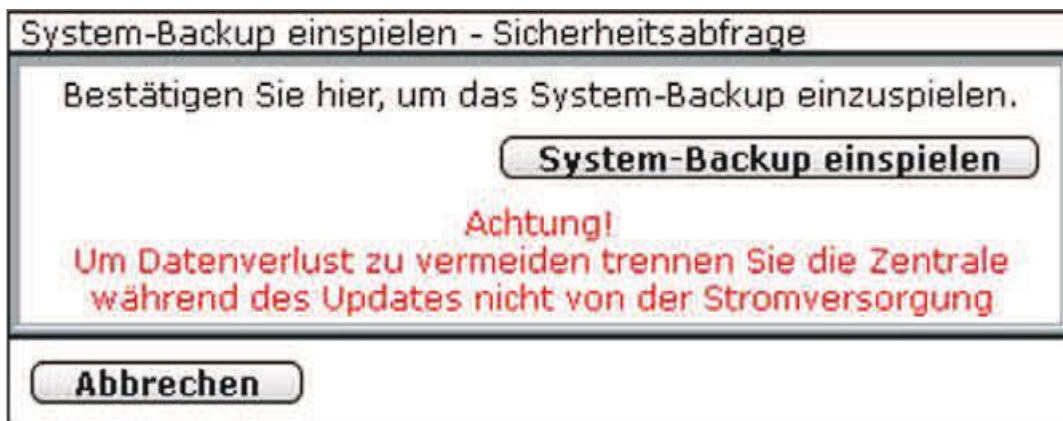 System-Backup einspielen - Sicherheitsabfrage
Bestätigen Sie hier, um das System-Backup einzuspielen.
System-Backup einspielen
Achtung!
Um Datenverlust zu vermeiden trennen Sie die Zentrale
während des Updates nicht von der Stromversorgung
Abbrechen